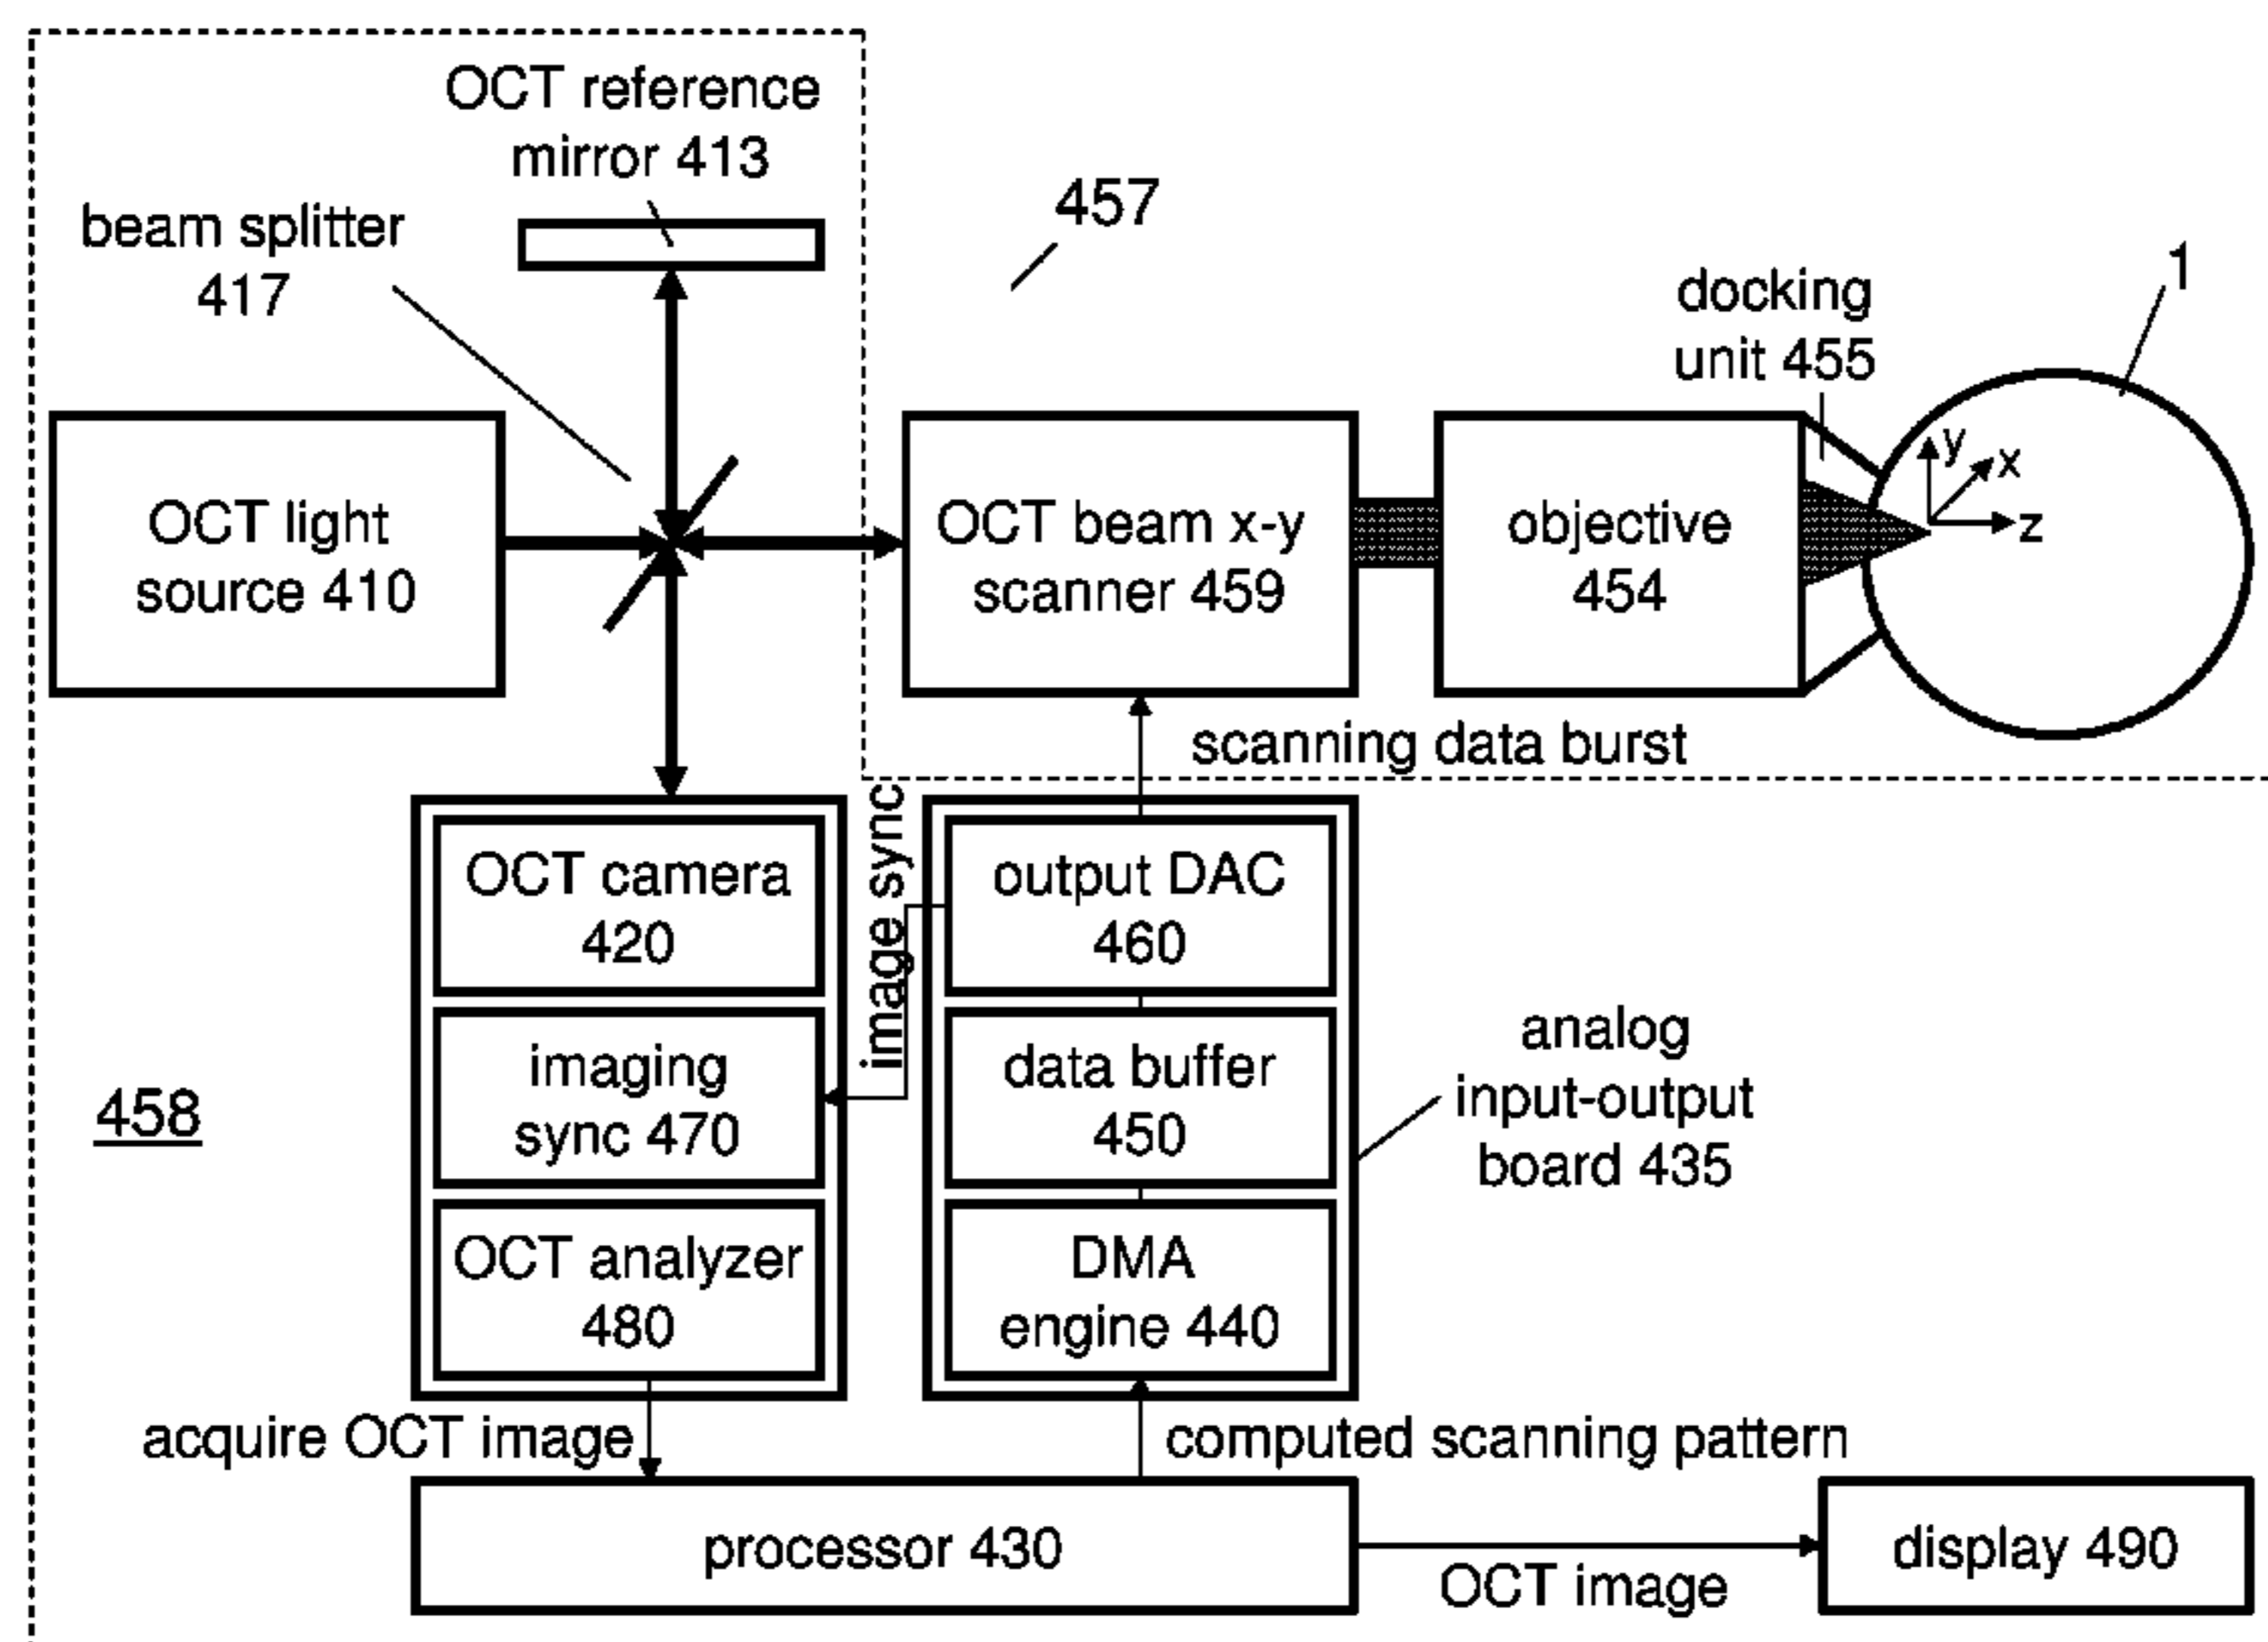 OCT reference
mirror 413
beam splitter
417
457
docking
unit 455
1
OCT light
source 410
OCT beam x-y
scanner 459
objective
454
y
x
z
scanning data burst
image sync
OCT camera
420
output DAC
460
imaging
sync 470
data buffer
450
analog
input-output
board 435
458
OCT analyzer
480
DMA
engine 440
acquire OCT image
computed scanning pattern
processor 430
OCT image
display 490